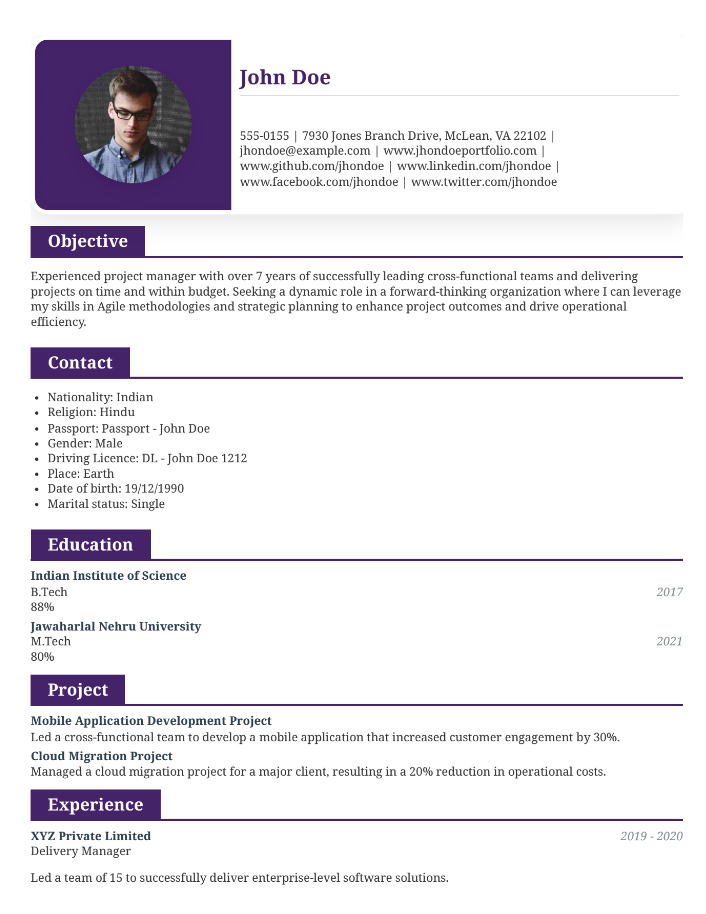 John Doe
555-0155 | 7930 Jones Branch Drive, McLean, VA 22102 |
jhondoe@example.com | www.jhondoeportfolio.com |
www.github.com/jhondoe | www.linkedin.com/jhondoe |
www.facebook.com/jhondoe | www.twitter.com/jhondoe
Objective
Experienced project manager with over 7 years of successfully leading cross-functional teams and delivering
projects on time and within budget. Seeking a dynamic role in a forward-thinking organization where I can leverage
my skills in Agile methodologies and strategic planning to enhance project outcomes and drive operational
efficiency.
Contact
• Nationality: Indian
• Religion: Hindu
• Passport: Passport - John Doe
• Gender: Male
• Driving Licence: DL - John Doe 1212
• Place: Earth
• Date of birth: 19/12/1990
• Marital status: Single
Education
Indian Institute of Science
B.Tech 2017
88%
Jawaharlal Nehru University
M.Tech 2021
80%
Project
Mobile Application Development Project
Led a cross-functional team to develop a mobile application that increased customer engagement by 30%.
Cloud Migration Project
Managed a cloud migration project for a major client, resulting in a 20% reduction in operational costs.
Experience
XYZ Private Limited 2019 - 2020
Delivery Manager
Led a team of 15 to successfully deliver enterprise-level software solutions.